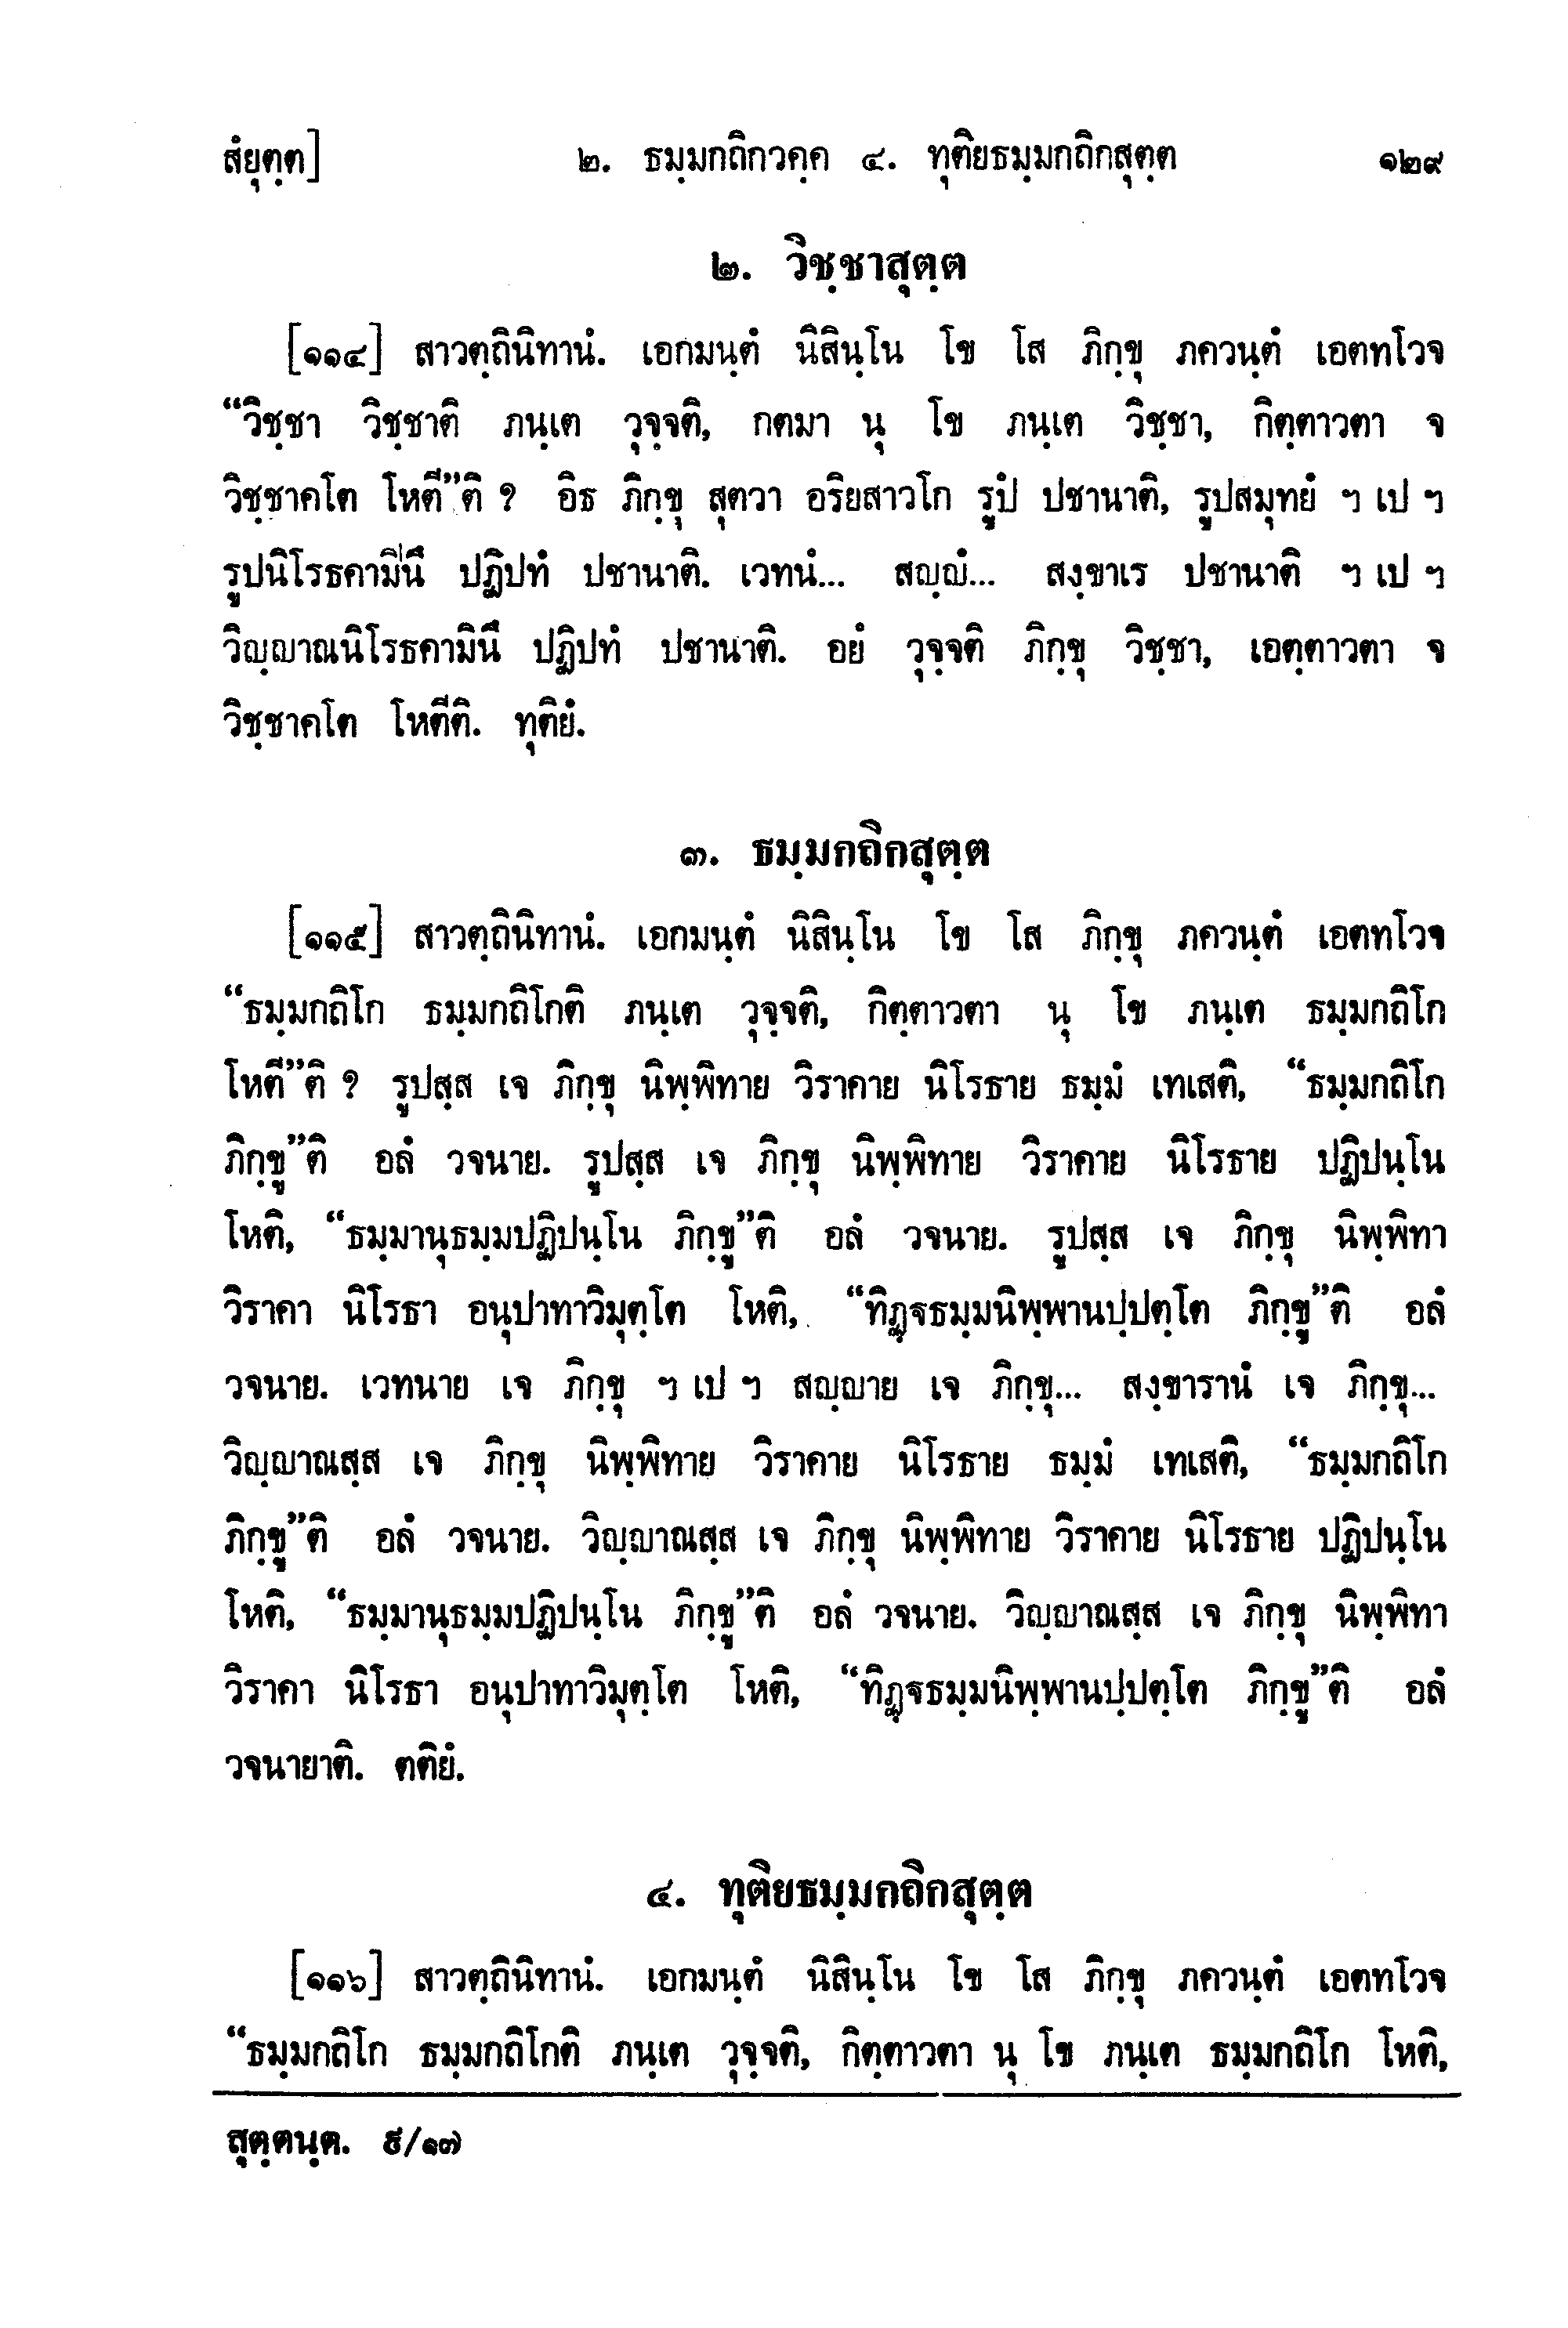 สํยุตฺต]	๒. ธมฺมกถิกวคฺค ๔. ทุติยธมฺมกถิกสุตฺต	๑๒๙
๒. วิชฺชาสุตฺต
[๑๑๔] สาวตฺถินิทานํ. เอกมนฺตํ นิสินฺโน โข โส ภิกฺขุ ภควนฺตํ เอตทโวจ
“วิชฺชา วิชฺชาติ ภนฺเต วุจฺจติ, กตมา นุ โข ภนฺเต วิชฺชา, กิตฺตาวตา จ
วิชฺชาคโต โหตี”ติ ? อิธ ภิกฺขุ สุตวา อริยสาวโก รูปํ ปชานาติ, รูปสมุทยํ ฯ เป ฯ
รูปนิโรธคามินึ ปฏิปทํ ปชานาติ. เวทนํ... สญฺญํ... สงฺขาเร ปชานาติ ฯ เป ฯ
วิญฺญาณนิโรธคามินึ ปฏิปทํ ปชานาติ. อยํ วุจฺจติ ภิกฺขุ วิชฺชา, เอตฺตาวตา จ
วิชฺชาคโต โหตีติ. ทุติยํ.
๓. ธมฺมกถิกสุตฺต
[๑๑๕] สาวตฺถินิทานํ. เอกมนฺตํ นิสินฺโน โข โส ภิกฺขุ ภควนฺตํ เอตทโวจ
“ธมฺมกถิโก ธมฺมกถิโกติ ภนฺเต วุจฺจติ, กิตฺตาวตา นุ โข ภนฺเต ธมฺมกถิโก
โหตี”ติ ? รูปสฺส เจ ภิกฺขุ นิพฺพิทาย วิราคาย นิโรธาย ธมฺมํ เทเสติ, “ธมฺมกถิโก
ภิกฺขู”ติ อลํ วจนาย. รูปสฺส เจ ภิกฺขุ นิพฺพิทาย วิราคาย นิโรธาย ปฏิปนฺโน
โหติ, “ธมฺมานุธมฺมปฏิปนฺโน ภิกฺขู”ติ อลํ วจนาย. รูปสฺส เจ ภิกฺขุ นิพฺพิทา
วิราคา นิโรธา อนุปาทาวิมุตฺโต โหติ, “ทิฏฺฐธมฺมนิพฺพานปฺปตฺโต ภิกฺขู”ติ อลํ
วจนาย. เวทนาย เจ ภิกฺขุ ฯ เป ฯ สญฺญาย เจ ภิกฺขุ... สงฺขารานํ เจ ภิกฺขุ...
วิญฺญาณสฺส เจ ภิกฺขุ นิพฺพิทาย วิราคาย นิโรธาย ธมฺมํ เทเสติ, “ธมฺมกถิโก
ภิกฺขู”ติ อลํ วจนาย. วิญฺญาณสฺส เจ ภิกฺขุ นิพฺพิทาย วิราคาย นิโรธาย ปฏิปนฺโน
โหติ, “ธมฺมานุธมฺมปฏิปนฺโน ภิกฺขู”ติ อลํ วจนาย. วิญฺญาณสฺส เจ ภิกฺขุ นิพฺพิทา
วิราคา นิโรธา อนุปาทาวิมุตฺโต โหติ, “ทิฏฺฐธมฺมนิพฺพานปฺปตฺโต ภิกฺขู”ติ อลํ
วจนายาติ. ตติยํ.
๔. ทุติยธมฺมกถิกสุตฺต
[๑๑๖] สาวตฺถินิทานํ. เอกมนฺตํ นิสินฺโน โข โส ภิกฺขุ ภควนฺตํ เอตทโวจ
“ธมฺมกถิโก ธมฺมกถิโกติ ภนฺเต วุจฺจติ, กิตฺตาวตา นุ โข ภนฺเต ธมฺมกถิโก โหติ,
สุตฺตนฺต. ๕/๑๗